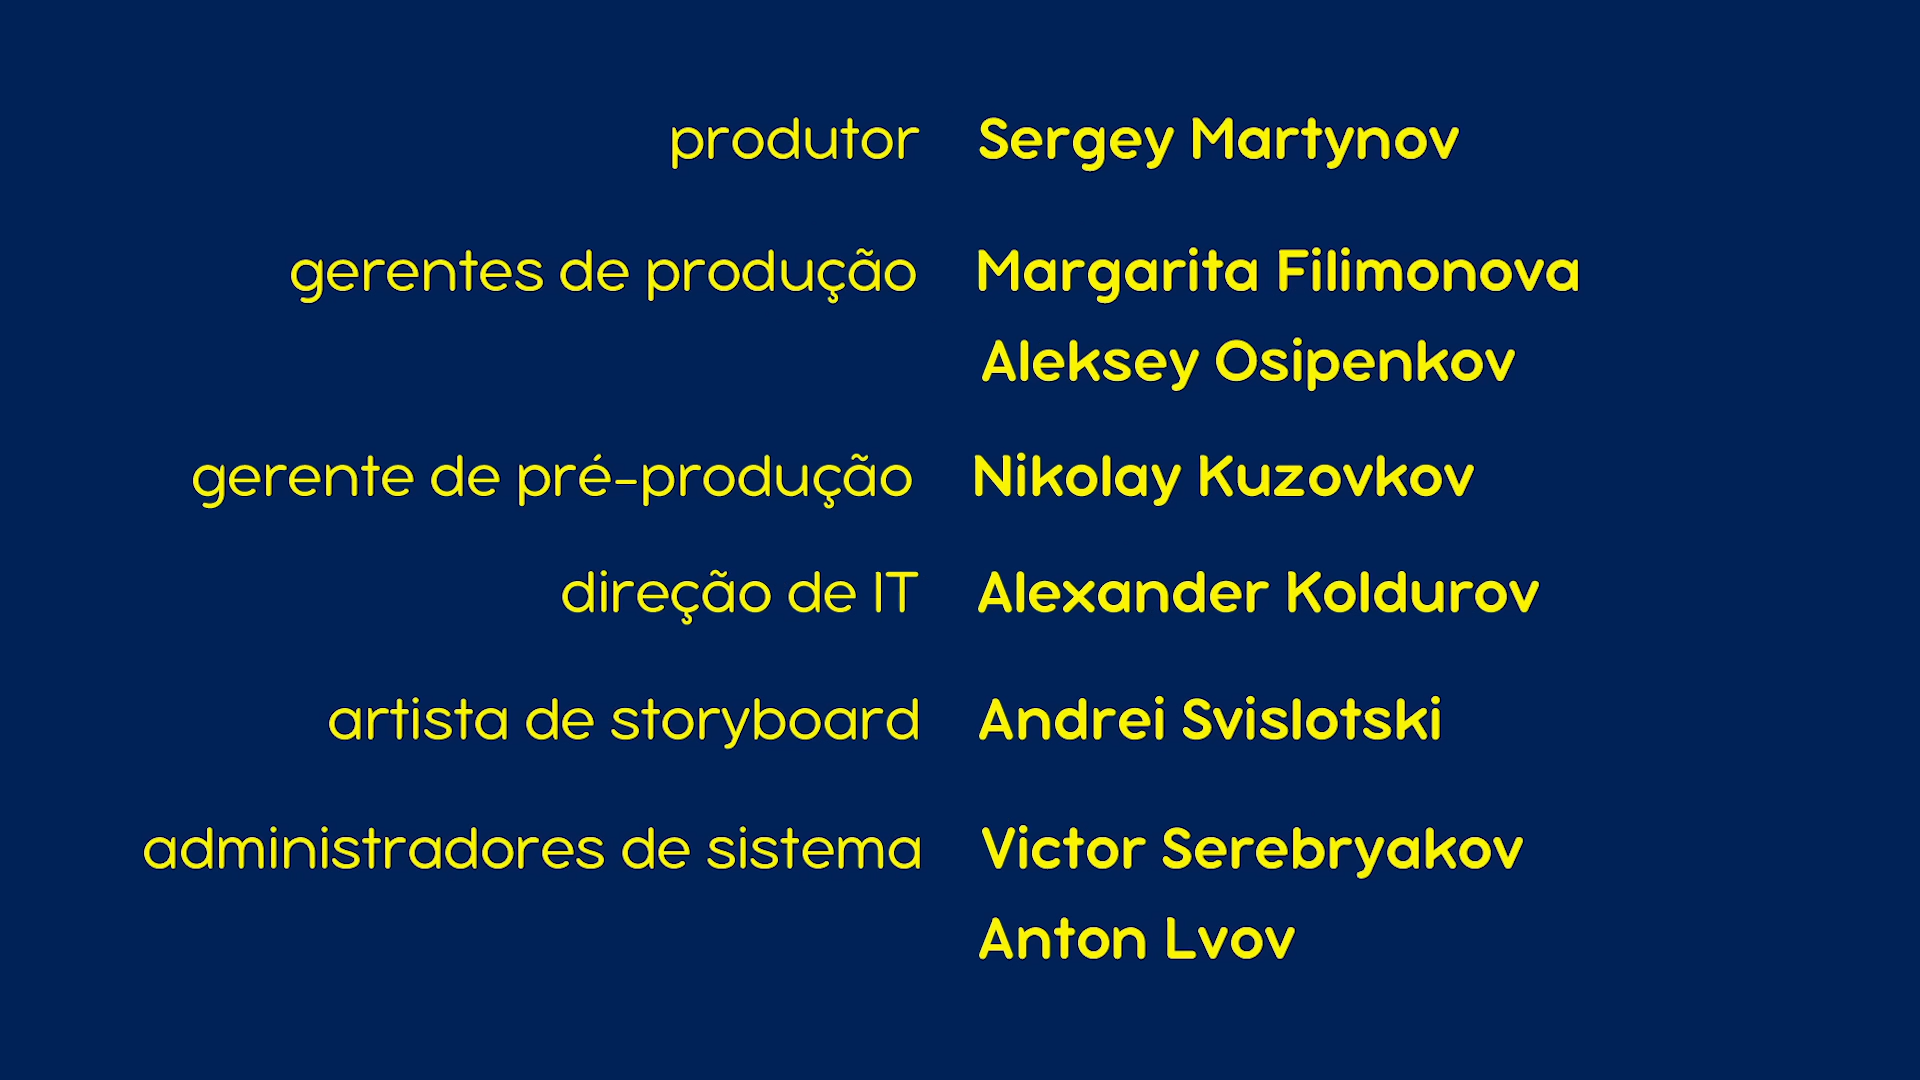 produtor Sergey Martynov
gerentes de produção Margarita Filimonova
Aleksey Osipenkov
gerente de pré-produção Nikolay Kuzovkov
direção de IT Alexander Koldurov
artista de storyboard Andrei Svislotski
administradores de sistema Victor Serebryakov
Anton Lvov